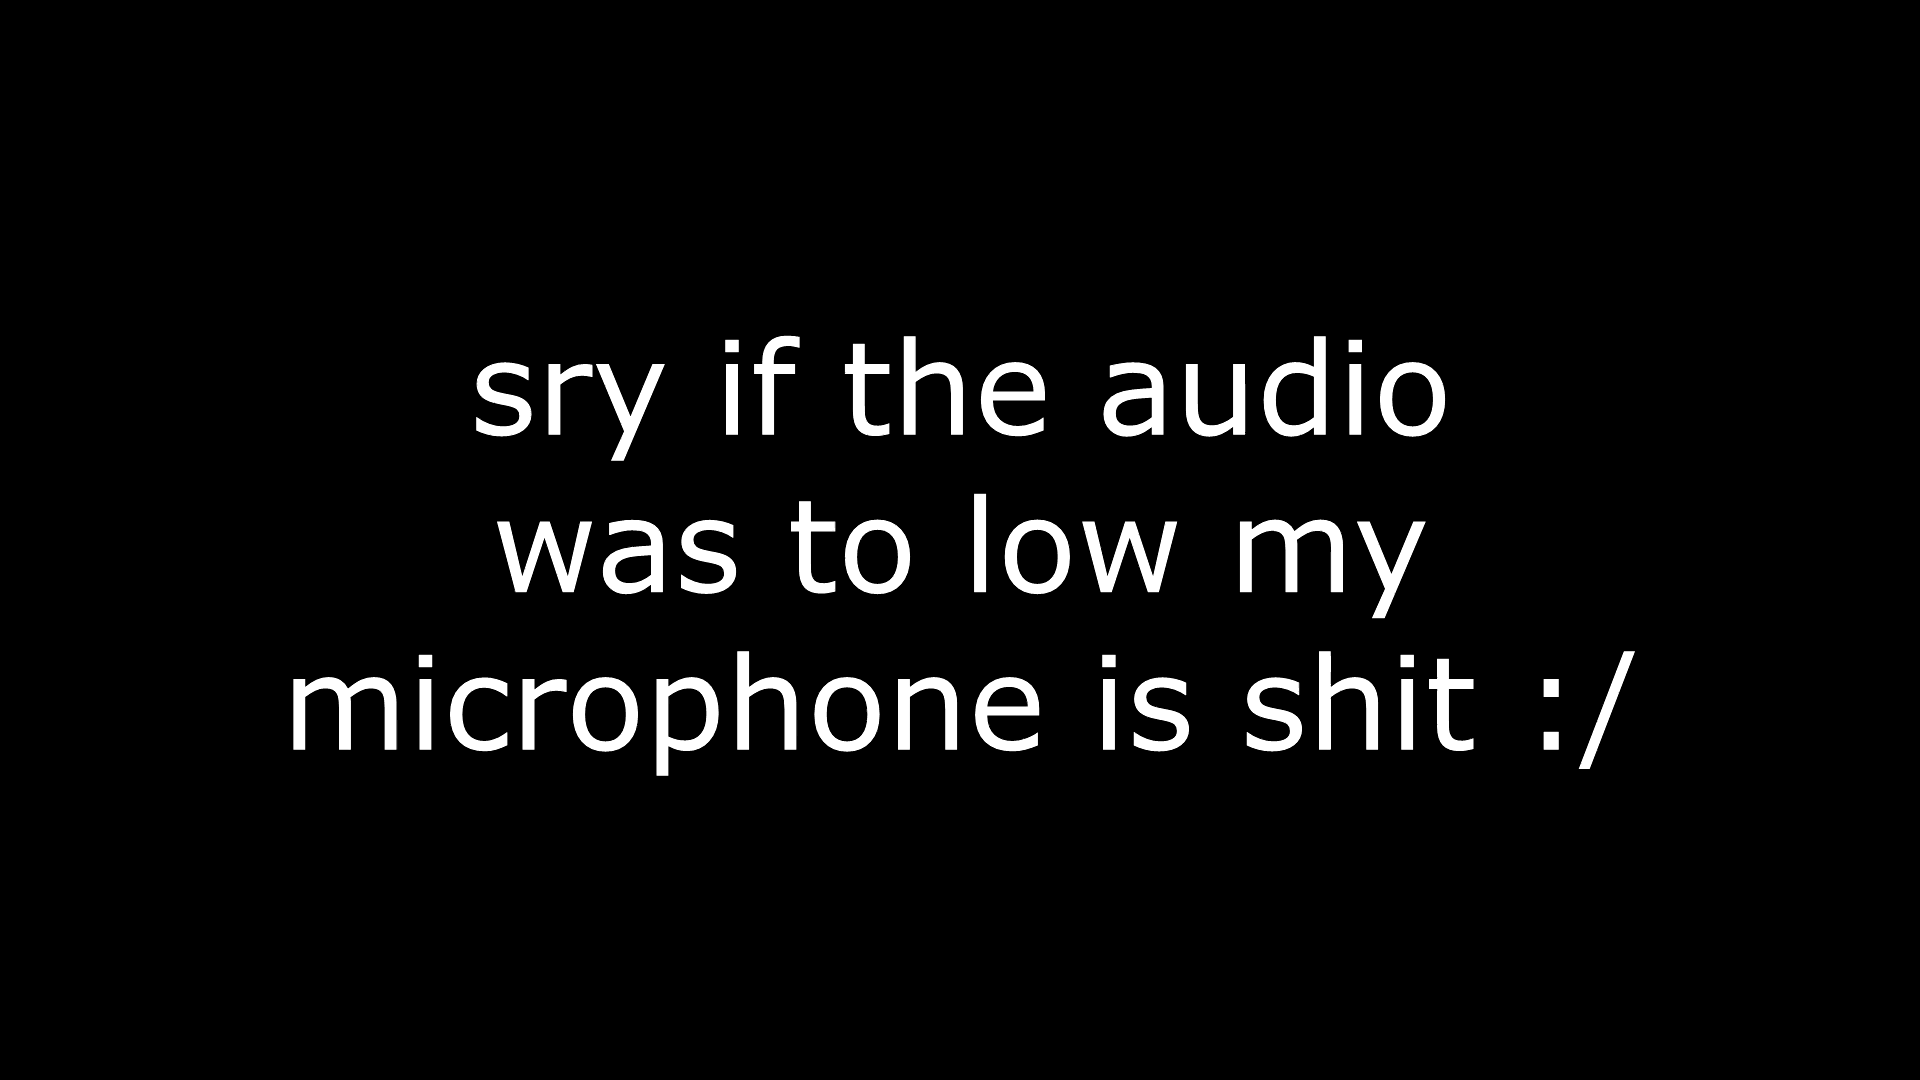 sry if the audio
was to low my
microphone is shit :/